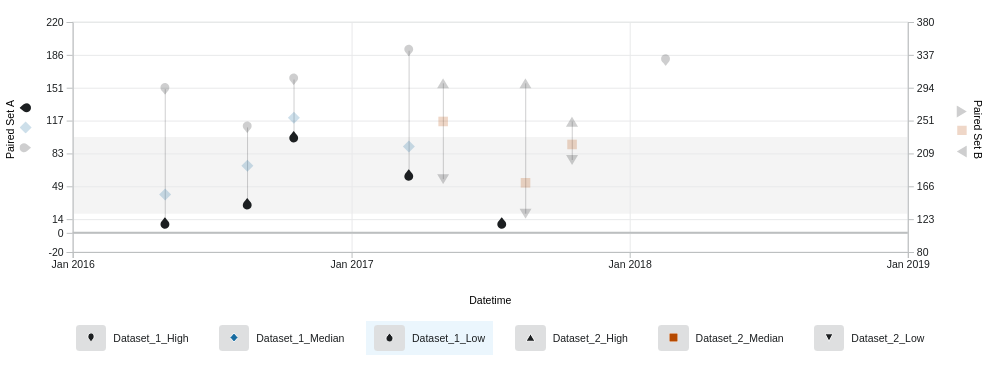 220 380
186 337
151 294
117 251
83 209
49 166
14 123
0
-20 80
Paired Set A
Paired Set B
Jan 2016 Jan 2017 Jan 2018 Jan 2019
Datetime
Dataset_1_High Dataset_1_Median Dataset_1_Low Dataset_2_High Dataset_2_Median Dataset_2_Low